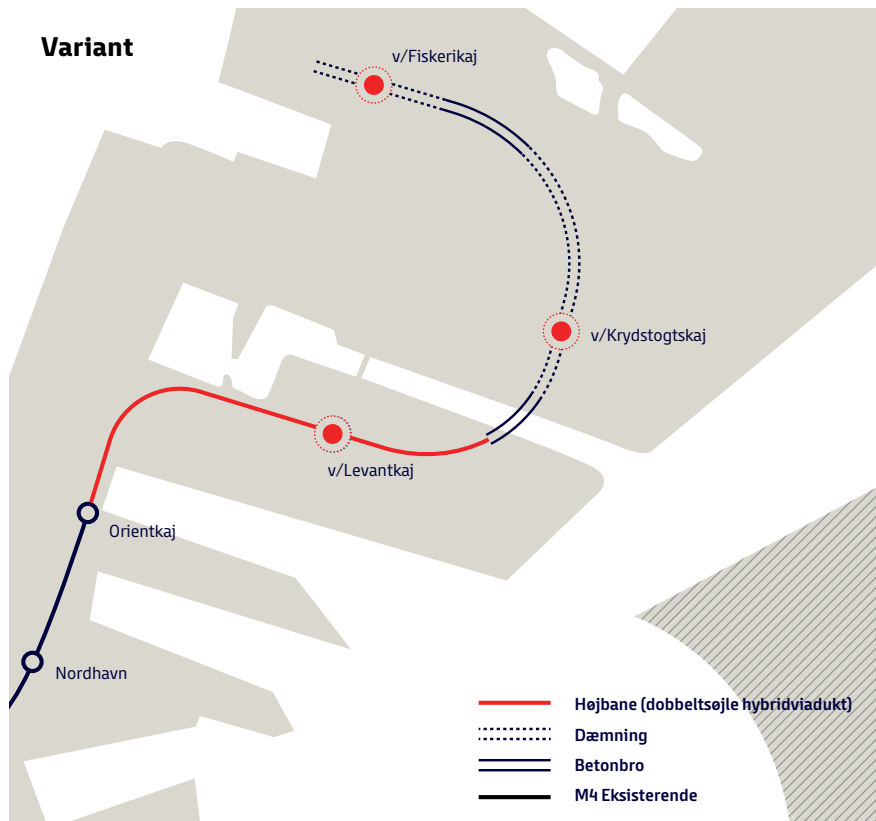 Variant
v/Fiskerikaj
v/Krydstogtskaj
v/Levantkaj
Orientkaj
Nordhavn
Højbane (dobbeltsøjle hybridviadukt)
Dæmning
Betonbro
M4 Eksisterende